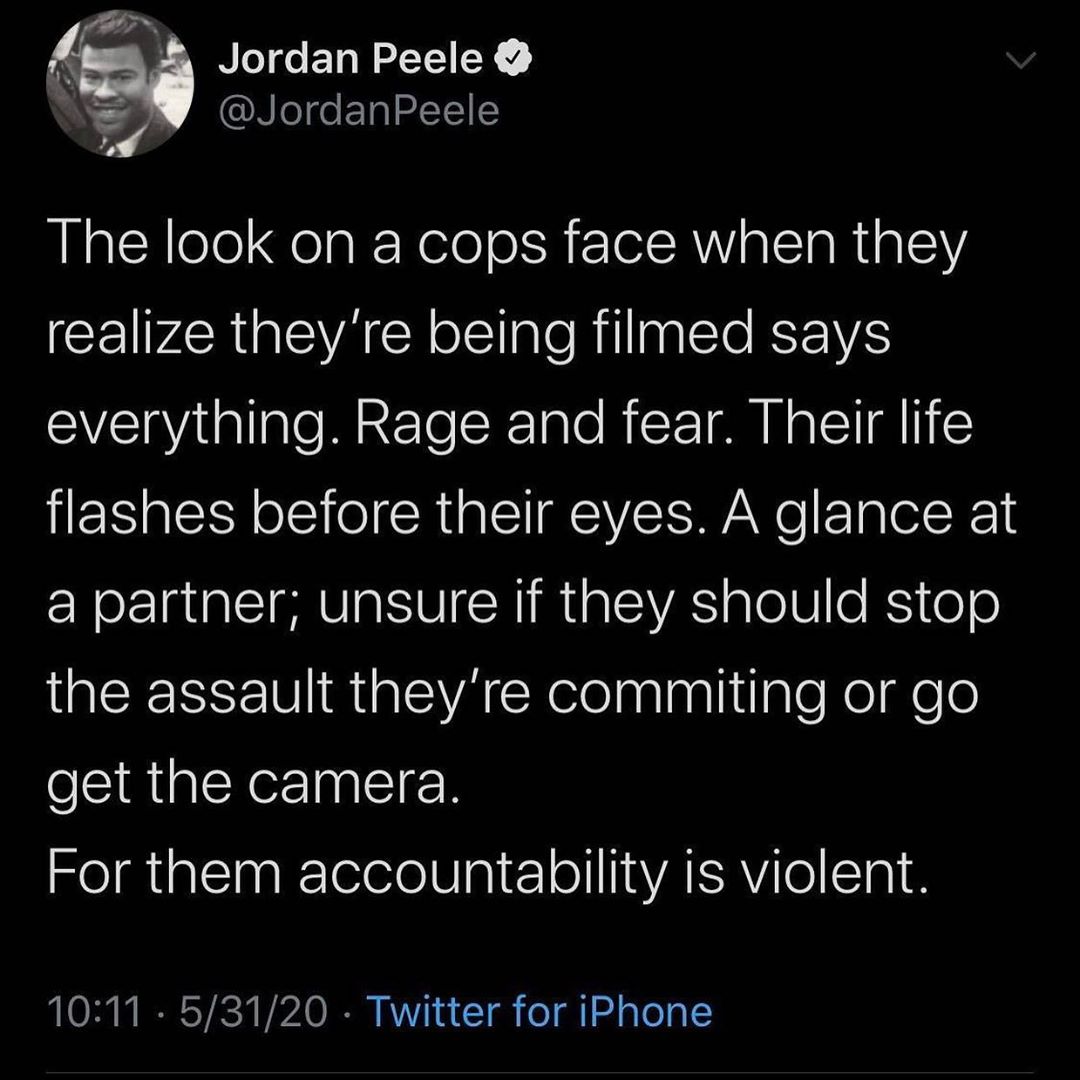 Jordan Peele
@JordanPeele
The look on a cops face when they
realize they're being filmed says
everything. Rage and fear. Their life
flashes before their eyes. A glance at
a partner; unsure if they should stop
the assault they're commiting or go
get the camera.
For them accountability is violent.
10:11 · 5/31/20 · Twitter for iPhone